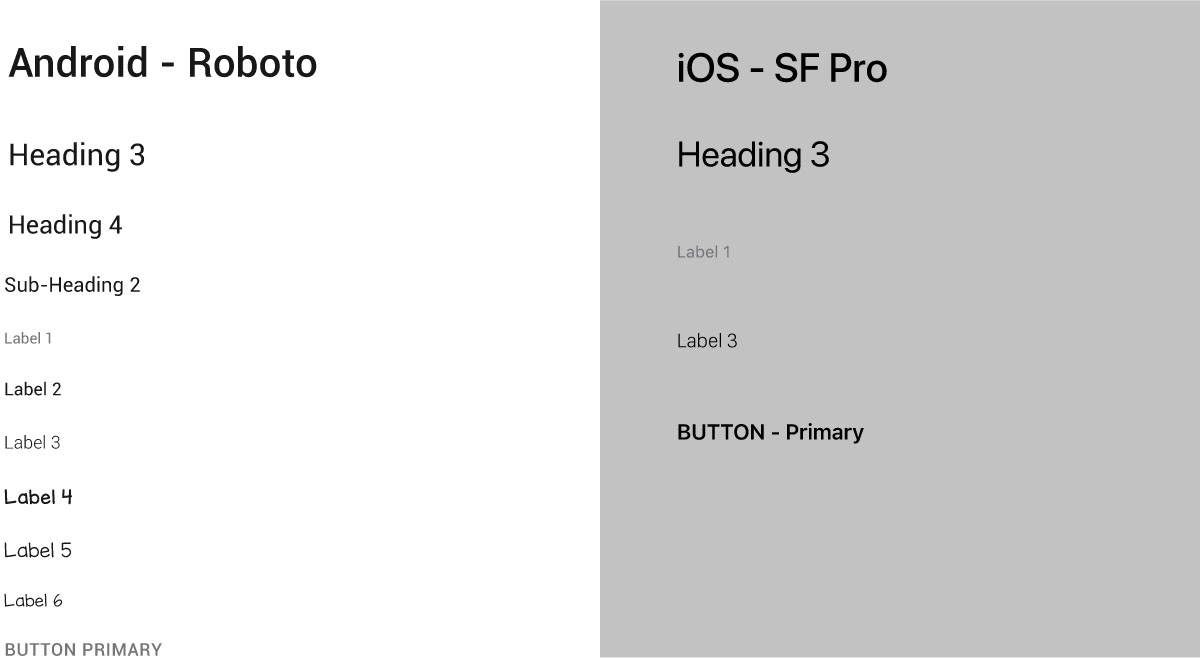 Android - Roboto
Heading 3
Heading 4
Sub-Heading 2
Label 1
Label 2
Label 3
Label 4
Label 5
Label 6
BUTTON PRIMARY
iOS - SF Pro
Heading 3
Label 1
Label 3
BUTTON - Primary